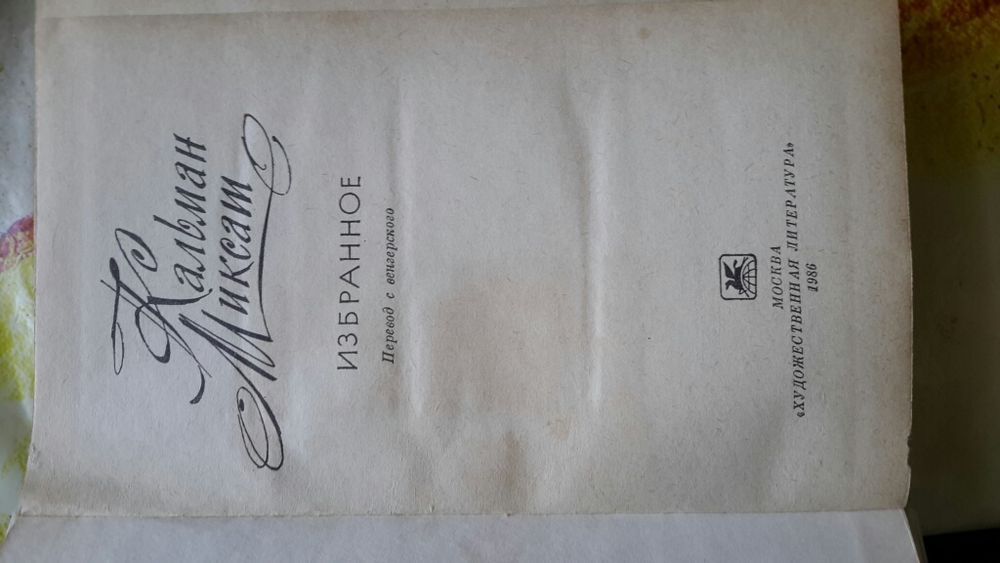 Кальман
Миксат
ИЗБРАННОЕ
Перевод с венгерского
МОСКВА
«ХУДОЖЕСТВЕННАЯ ЛИТЕРАТУРА»
1986